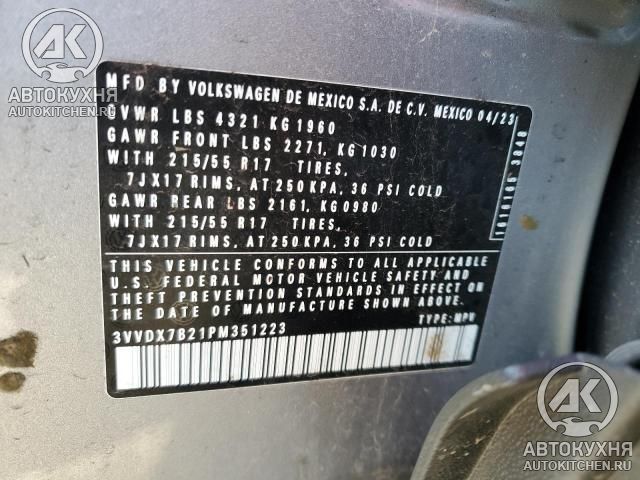 AK
АВТОКУХНЯ
AUTOKITCHEN.RU
MFD BY VOLKSWAGEN DE MEXICO S.A. DE C.V. MEXICO 04/23
GVWR LBS 4321 KG 1960
GAWR FRONT LBS 2271, KG 1030
WITH 215/55 R17 TIRES,
7JX17 RIMS, AT 250 KPA, 36 PSI COLD
GAWR REAR LBS 2161, KG 0980
WITH 215/55 R17 TIRES,
7JX17 RIMS, AT 250 KPA, 36 PSI COLD
THIS VEHICLE CONFORMS TO ALL APPLICABLE
U.S. FEDERAL MOTOR VEHICLE SAFETY AND
THEFT PREVENTION STANDARDS IN EFFECT ON
THE DATE OF MANUFACTURE SHOWN ABOVE.
3VVDX7B21PM351223
TYPE: MPV
AK
АВТОКУХНЯ
AUTOKITCHEN.RU